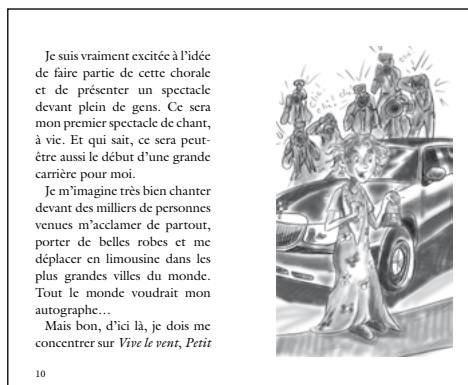 Je suis vraiment excitée à l'idée
de faire partie de cette chorale
et de présenter un spectacle
devant plein de gens. Ce sera
mon premier spectacle de chant,
à vie. Et qui sait, ce sera peut-
être aussi le début d'une grande
carrière pour moi.
Je m'imagine très bien chanter
devant des milliers de personnes
venues m'acclamer de partout,
porter de belles robes et me
déplacer en limousine dans les
plus grandes villes du monde.
Tout le monde voudrait mon
autographe…
Mais bon, d'ici là, je dois me
concentrer sur Vive le vent, Petit
10